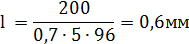 l = 200 / (0,7 · 5 · 96) = 0,6мм